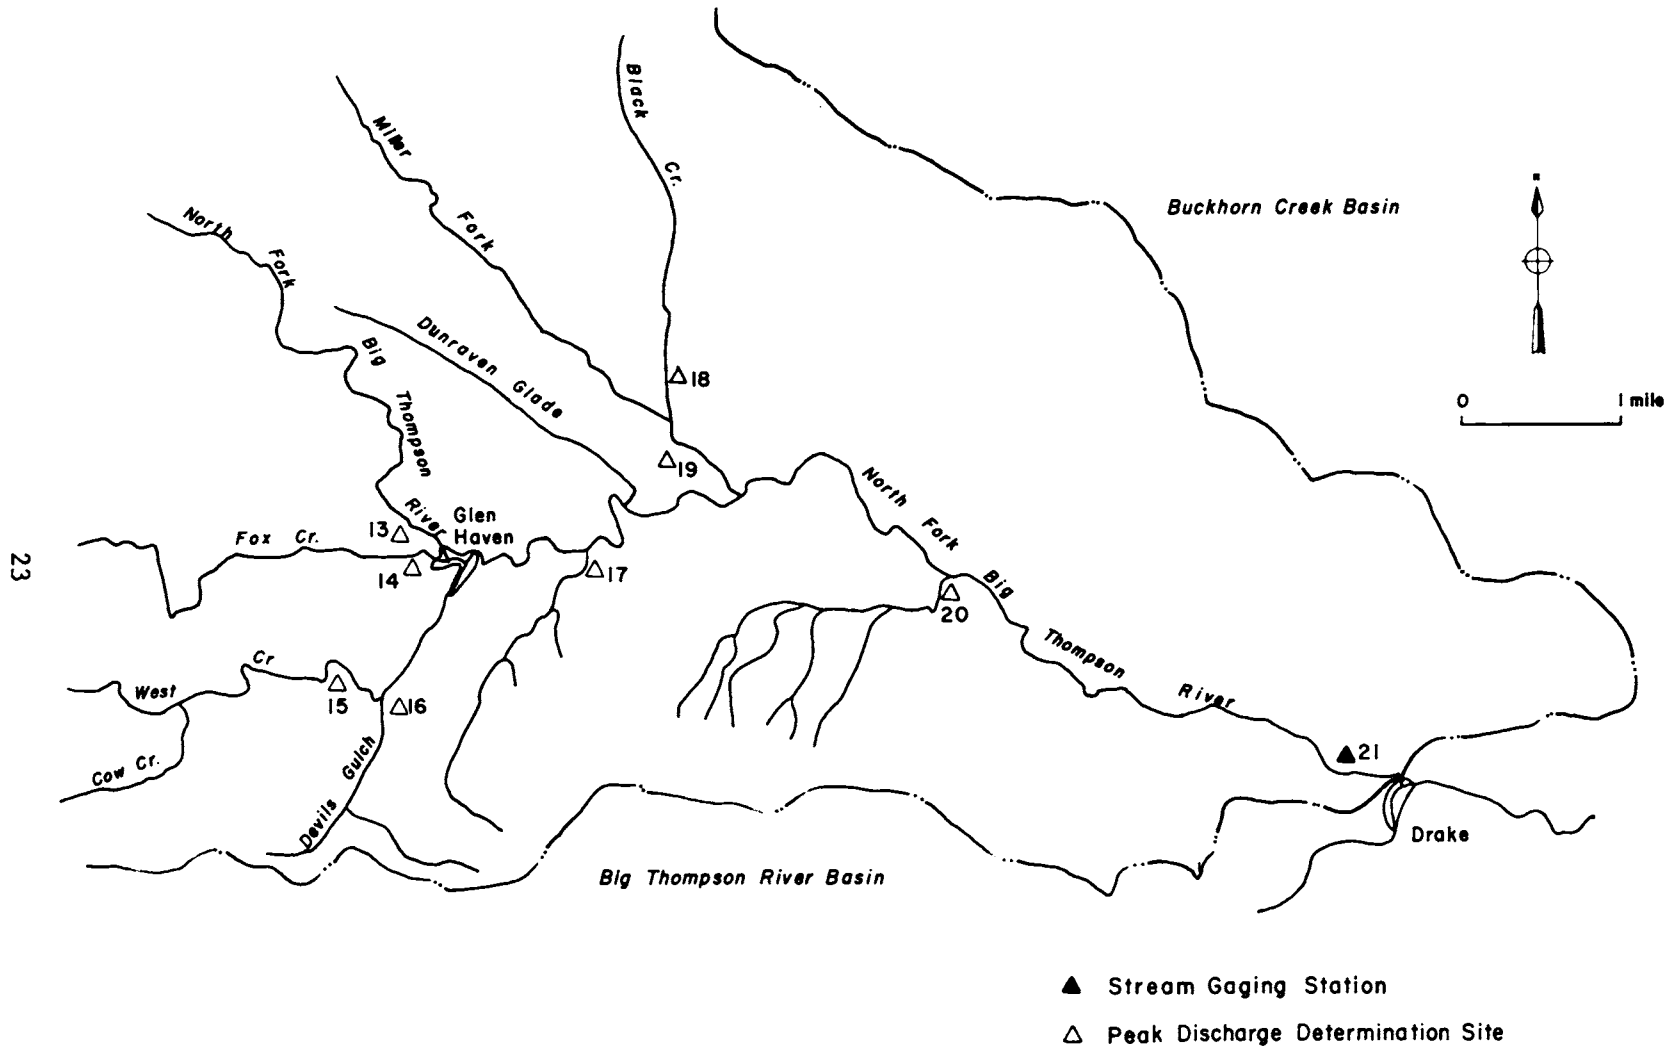 Black Cr.
Miller Fork
North Fork Big Thompson River
Dunraven Glade
Buckhorn Creek Basin
0 1 mile
18
19
13
Glen
Haven
Fox Cr.
14
17
North Fork Big Thompson River
20
West Cr
15
16
Cow Cr.
Devils Gulch
21
Drake
Big Thompson River Basin
23
Stream Gaging Station
Peak Discharge Determination Site